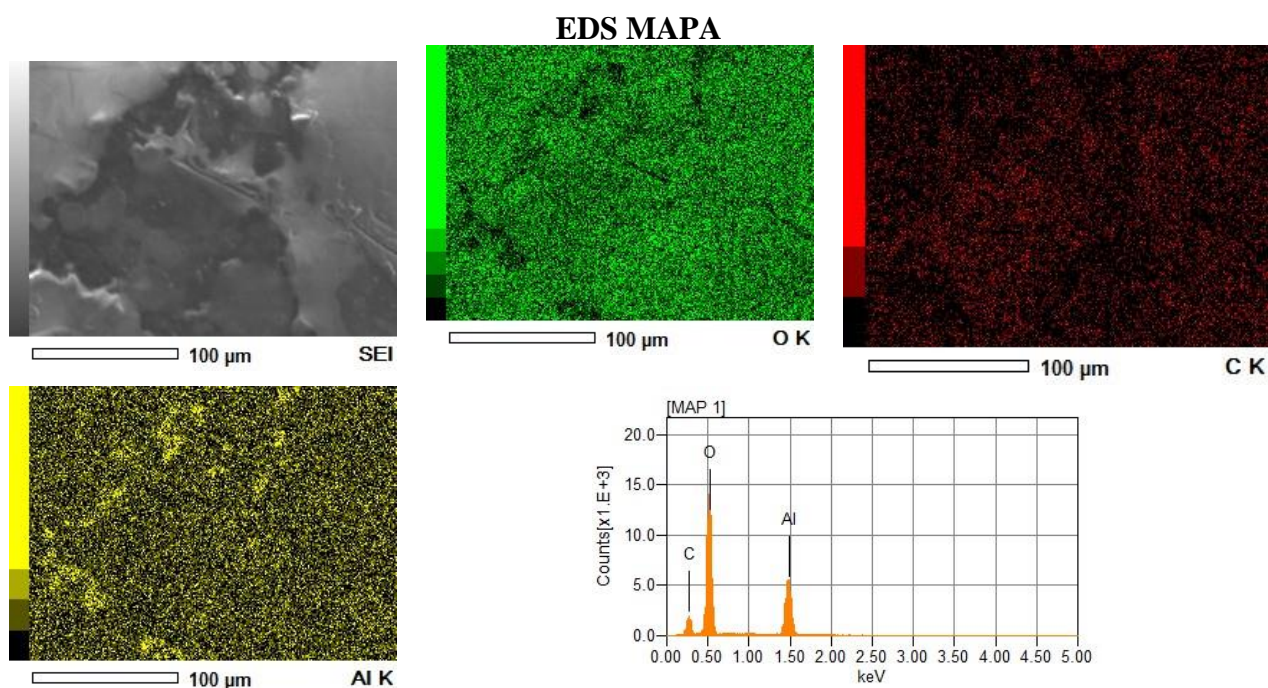 EDS MAPA
100 µm SEI
100 µm O K
100 µm C K
100 µm Al K
[MAP 1]
Counts[x1.E+3]
20.0
15.0
10.0
5.0
0.0
C
O
Al
0.00 0.50 1.00 1.50 2.00 2.50 3.00 3.50 4.00 4.50 5.00
keV